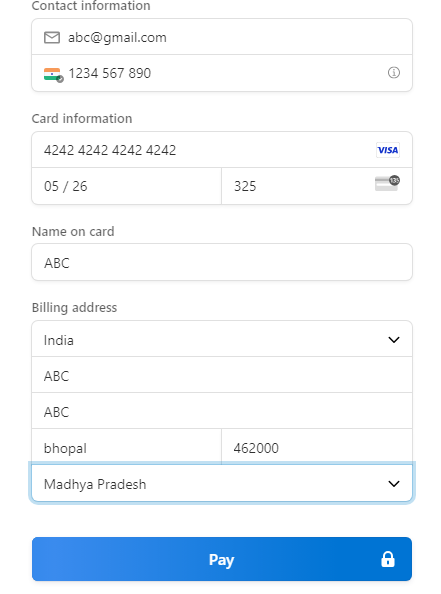 Contact information
abc@gmail.com
1234 567 890
Card information
4242 4242 4242 4242 VISA
05 / 26 325 135
Name on card
ABC
Billing address
India
ABC
ABC
bhopal 462000
Madhya Pradesh
Pay